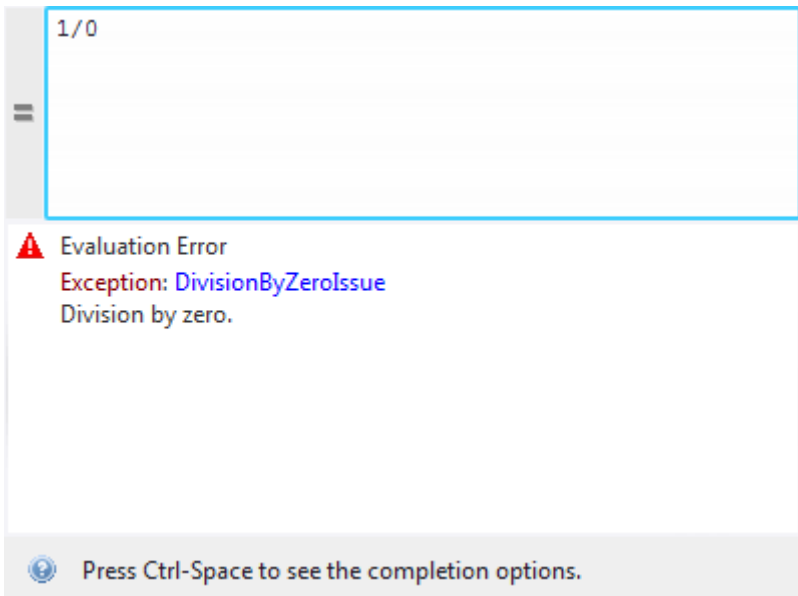 1/0
=
Evaluation Error
Exception: DivisionByZeroIssue
Division by zero.
Press Ctrl-Space to see the completion options.